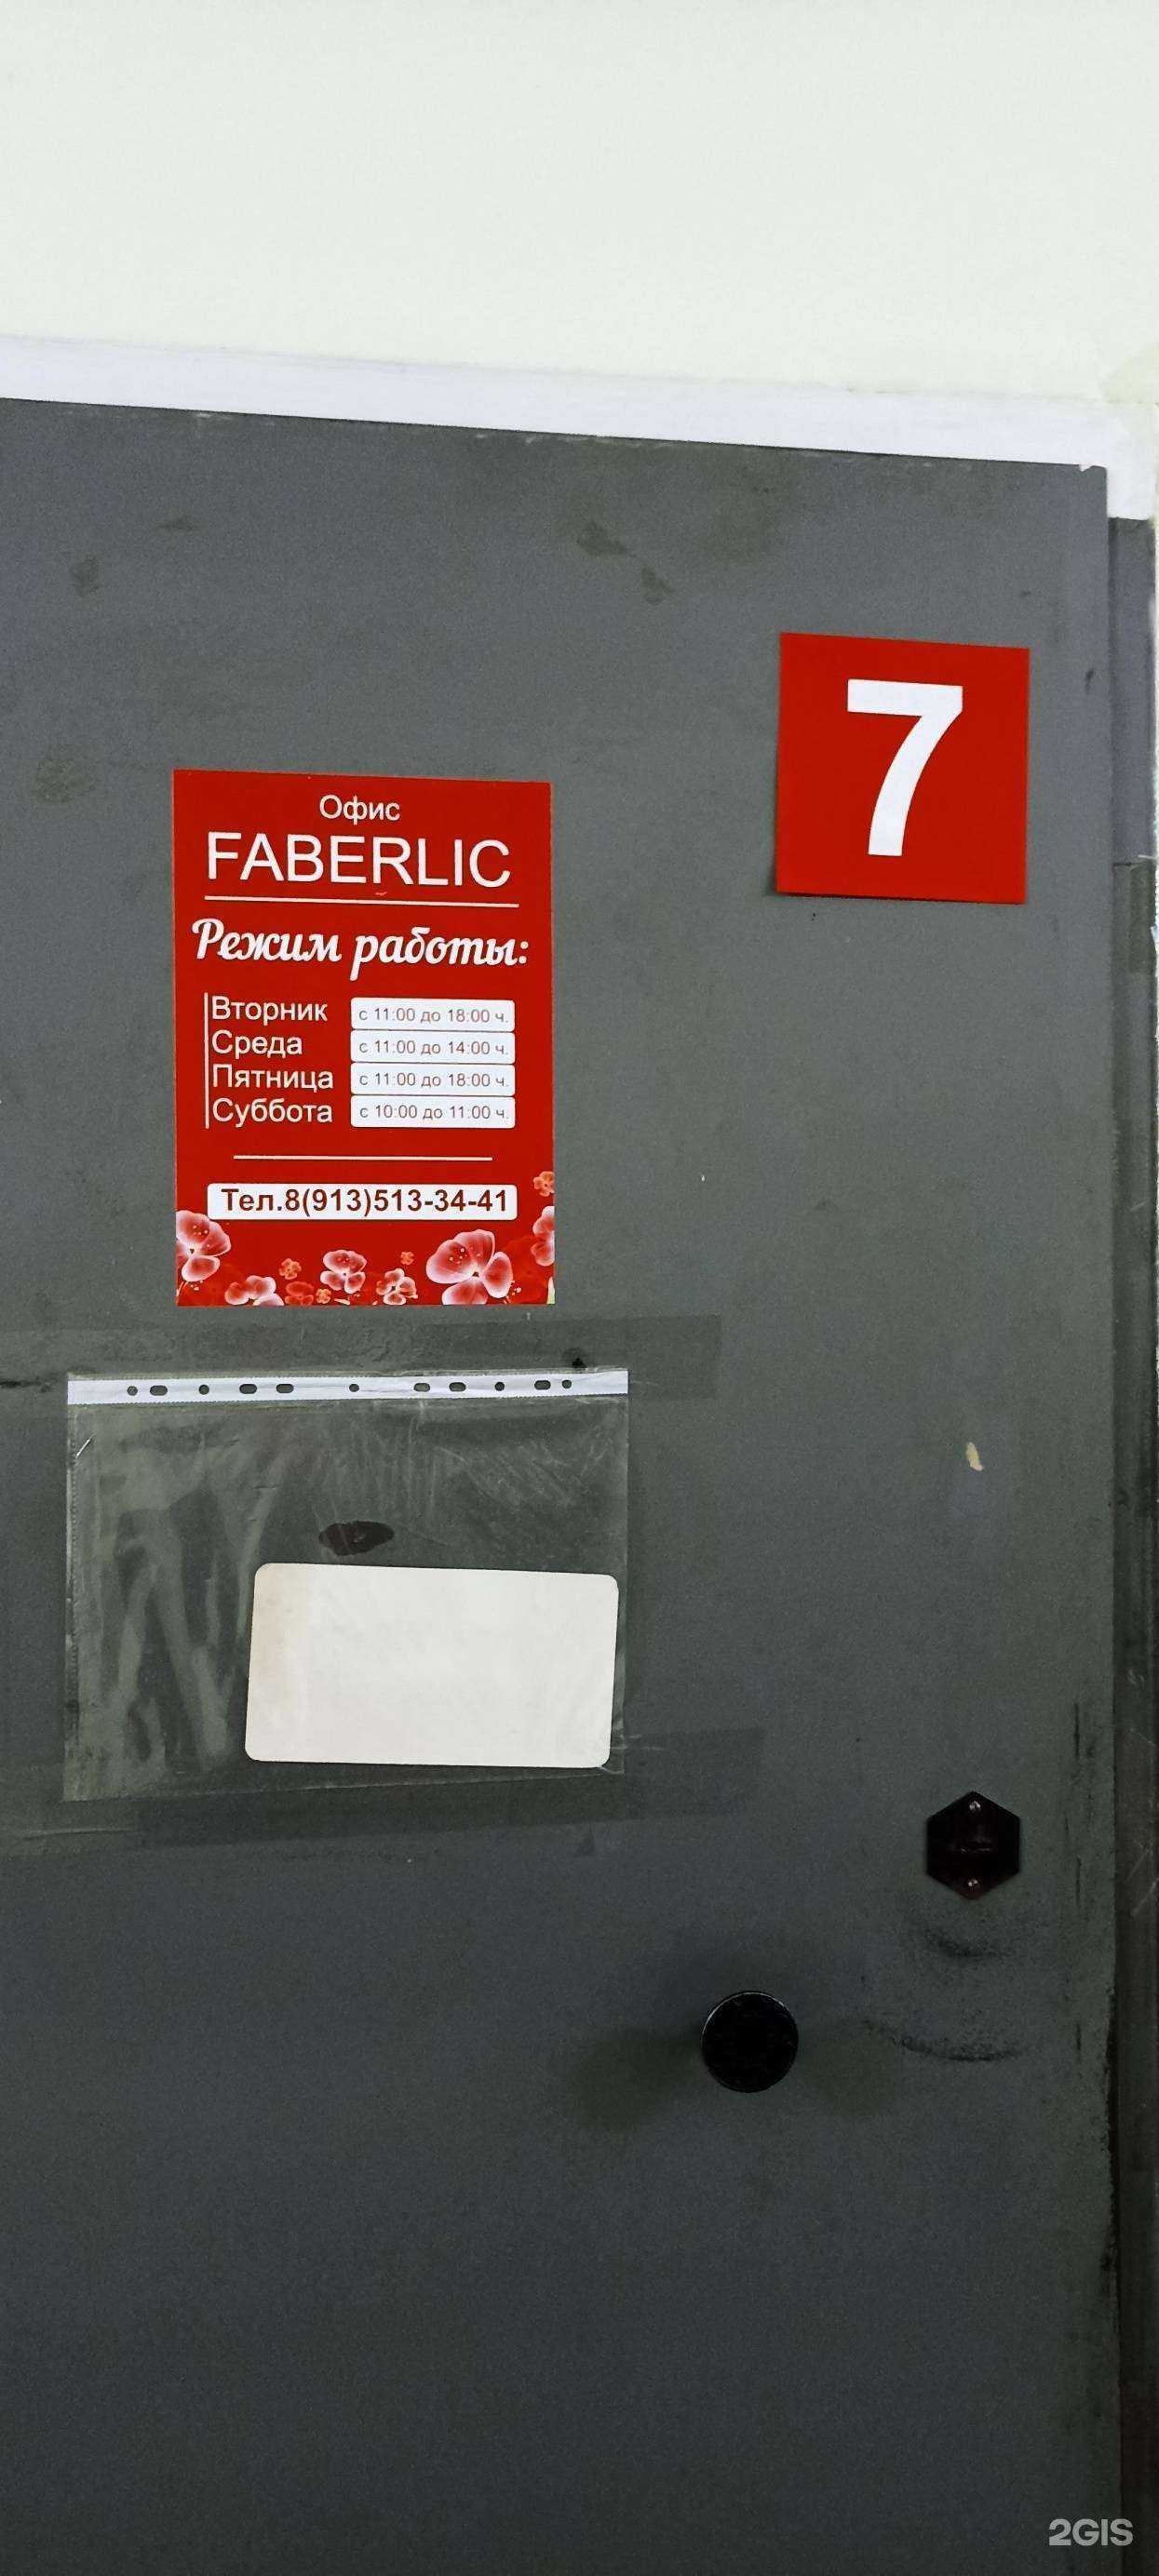 7
Офис
FABERLIC
Режим работы:
Вторник с 11:00 до 18:00 ч.
Среда с 11:00 до 14:00 ч.
Пятница с 11:00 до 18:00 ч.
Суббота с 10:00 до 11:00 ч.
Тел.8(913)513-34-41
2GIS